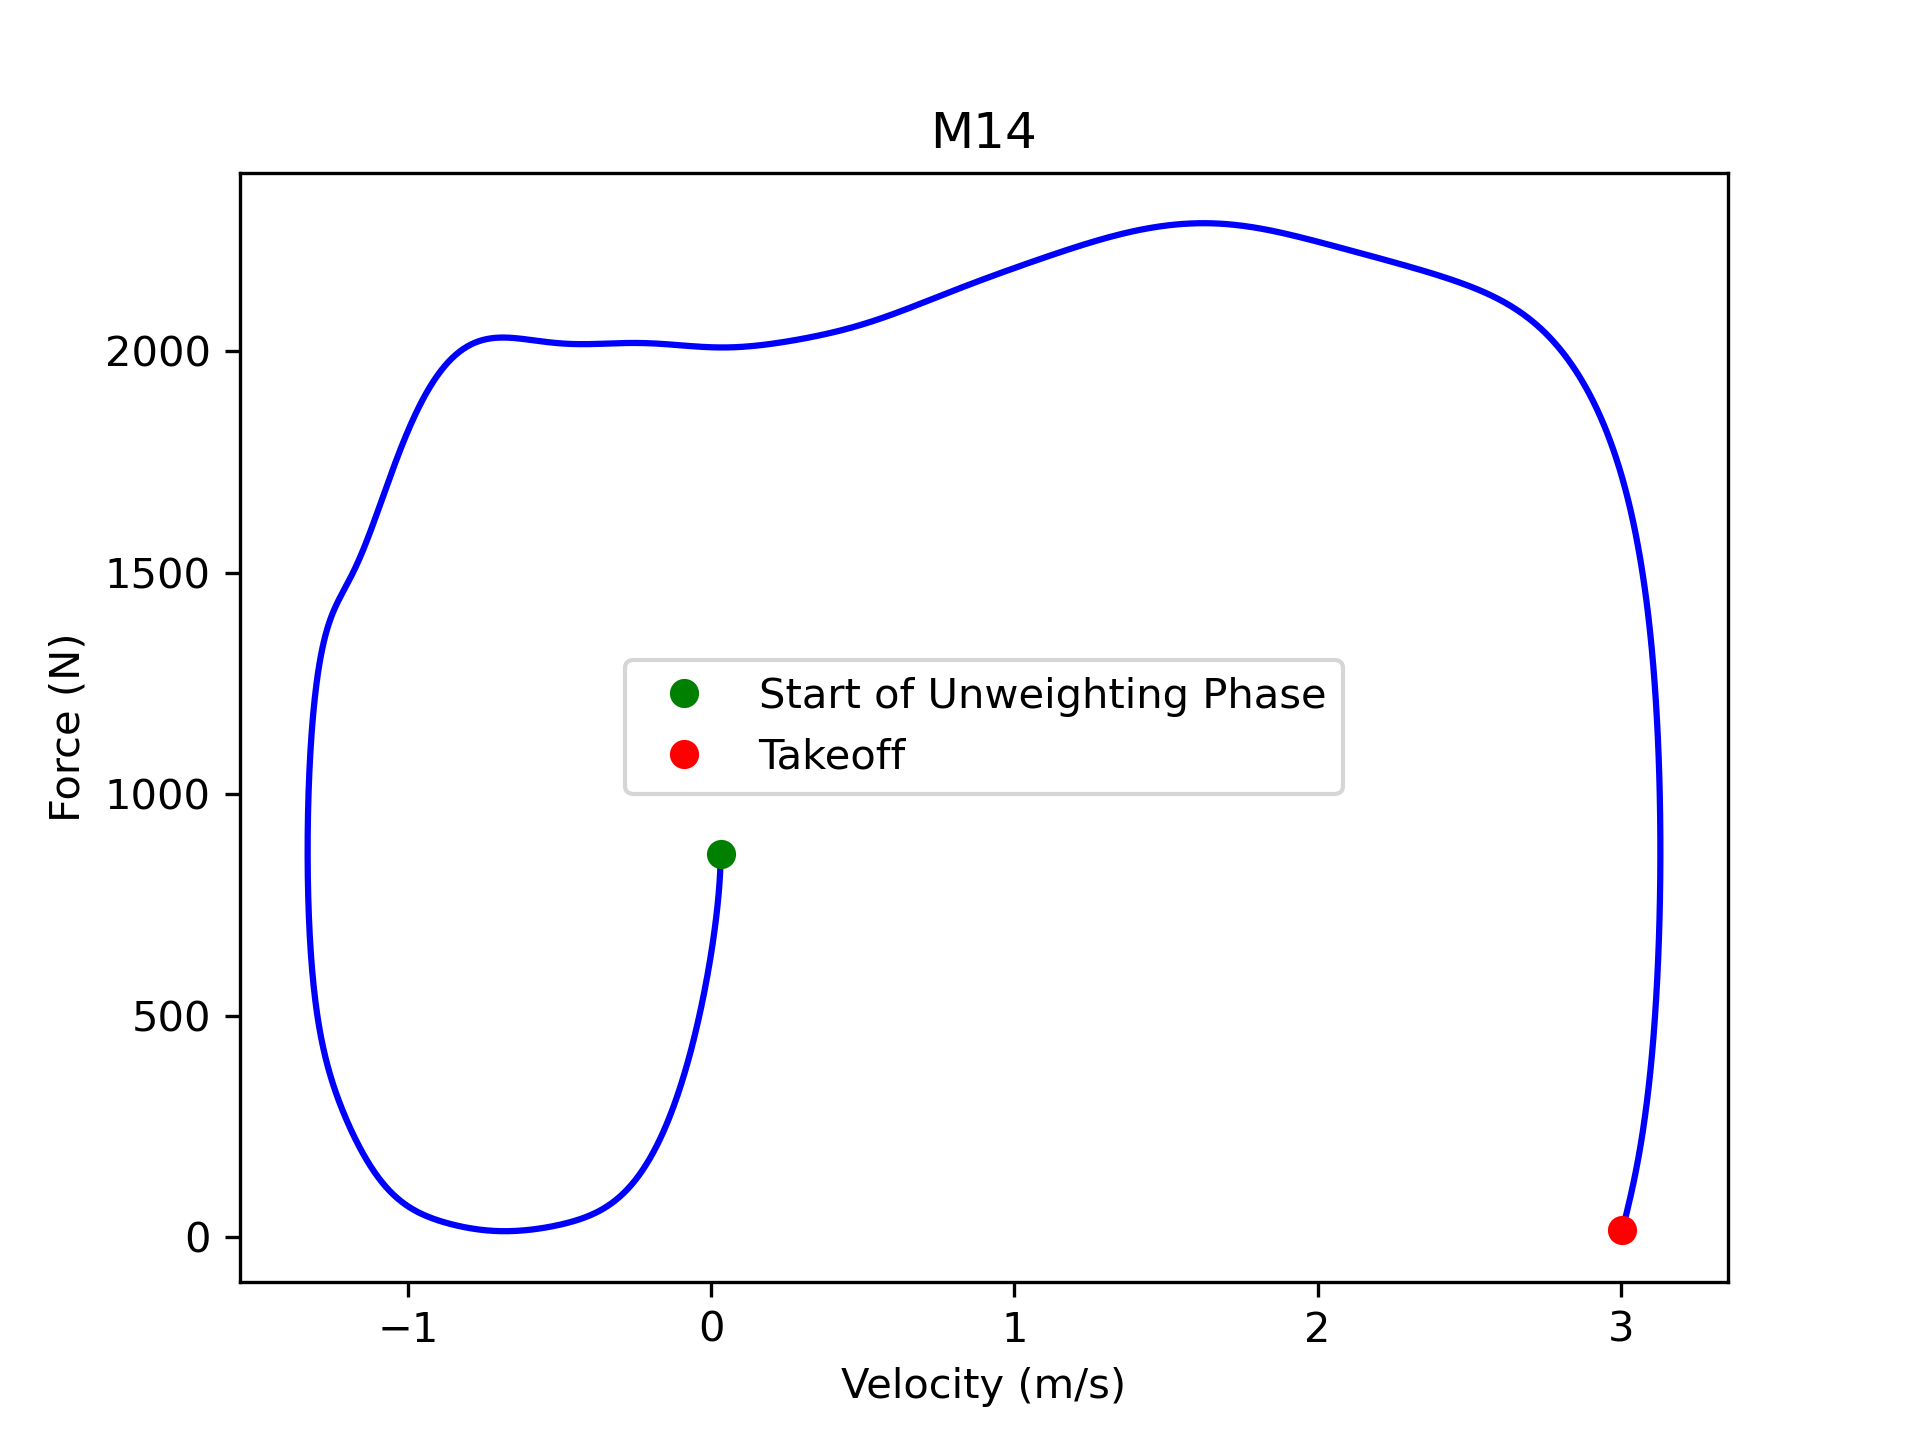 M14
Force (N)
2000
1500
1000
500
0
Start of Unweighting Phase
Takeoff
−1 0 1 2 3
Velocity (m/s)